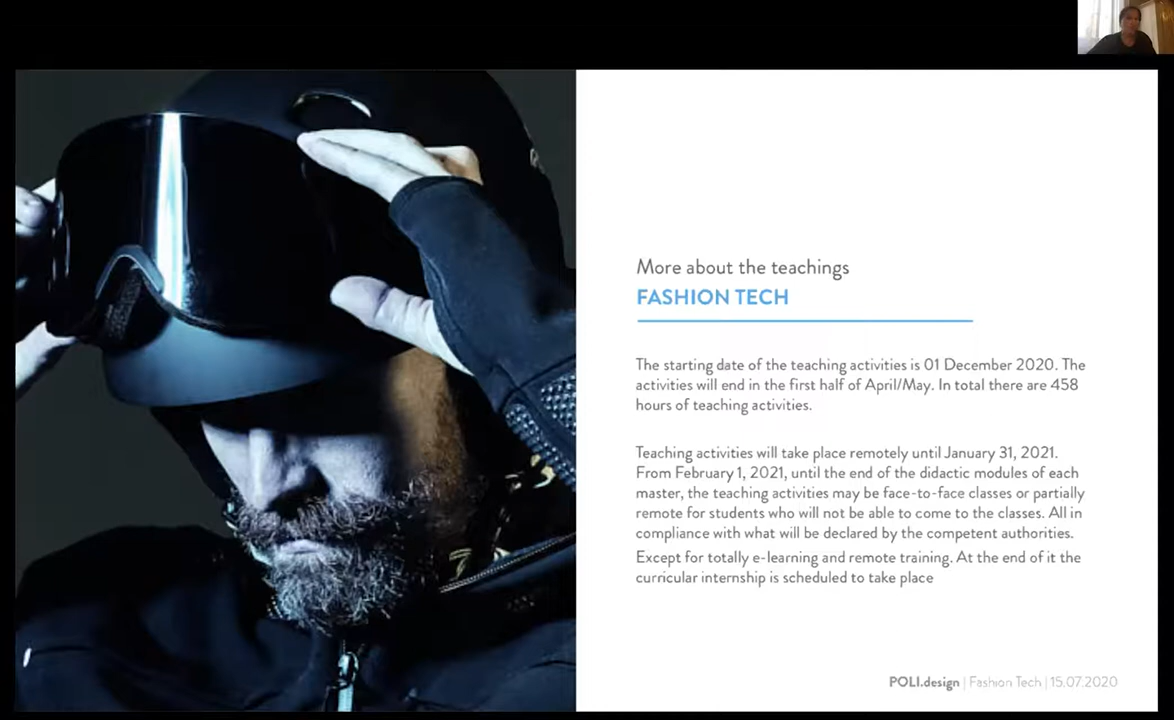 More about the teachings
FASHION TECH
The starting date of the teaching activities is 01 December 2020. The
activities will end in the first half of April/May. In total there are 458
hours of teaching activities.
Teaching activities will take place remotely until January 31, 2021.
From February 1, 2021, until the end of the didactic modules of each
master, the teaching activities may be face-to-face classes or partially
remote for students who will not be able to come to the classes. All in
compliance with what will be declared by the competent authorities.
Except for totally e-learning and remote training. At the end of it the
curricular internship is scheduled to take place
POLI.design | Fashion Tech | 15.07.2020